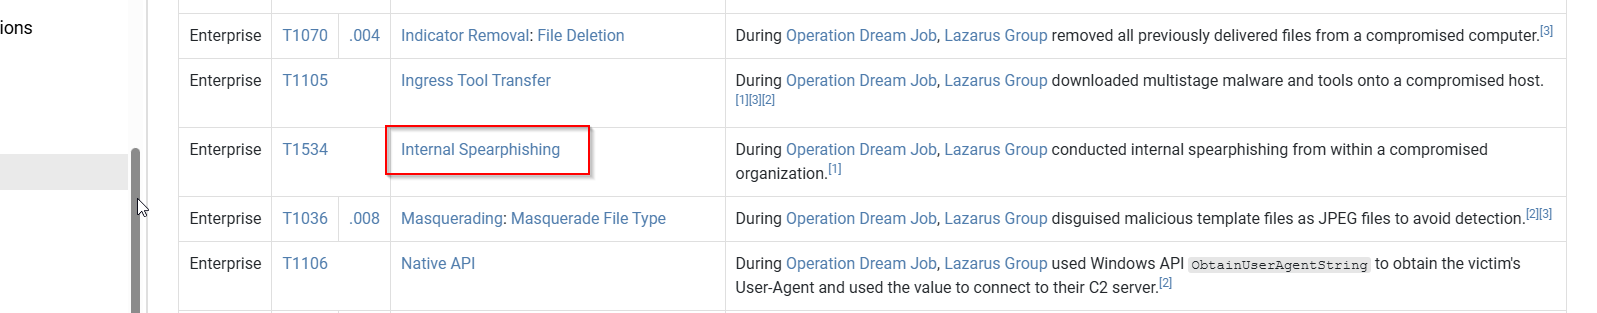 ions
Enterprise T1070 .004 Indicator Removal: File Deletion During Operation Dream Job, Lazarus Group removed all previously delivered files from a compromised computer.[3]
Enterprise T1105 Ingress Tool Transfer During Operation Dream Job, Lazarus Group downloaded multistage malware and tools onto a compromised host.
[1][3][2]
Enterprise T1534 Internal Spearphishing During Operation Dream Job, Lazarus Group conducted internal spearphishing from within a compromised
organization.[1]
Enterprise T1036 .008 Masquerading: Masquerade File Type During Operation Dream Job, Lazarus Group disguised malicious template files as JPEG files to avoid detection.[2][3]
Enterprise T1106 Native API During Operation Dream Job, Lazarus Group used Windows API ObtainUserAgentString to obtain the victim's
User-Agent and used the value to connect to their C2 server.[2]